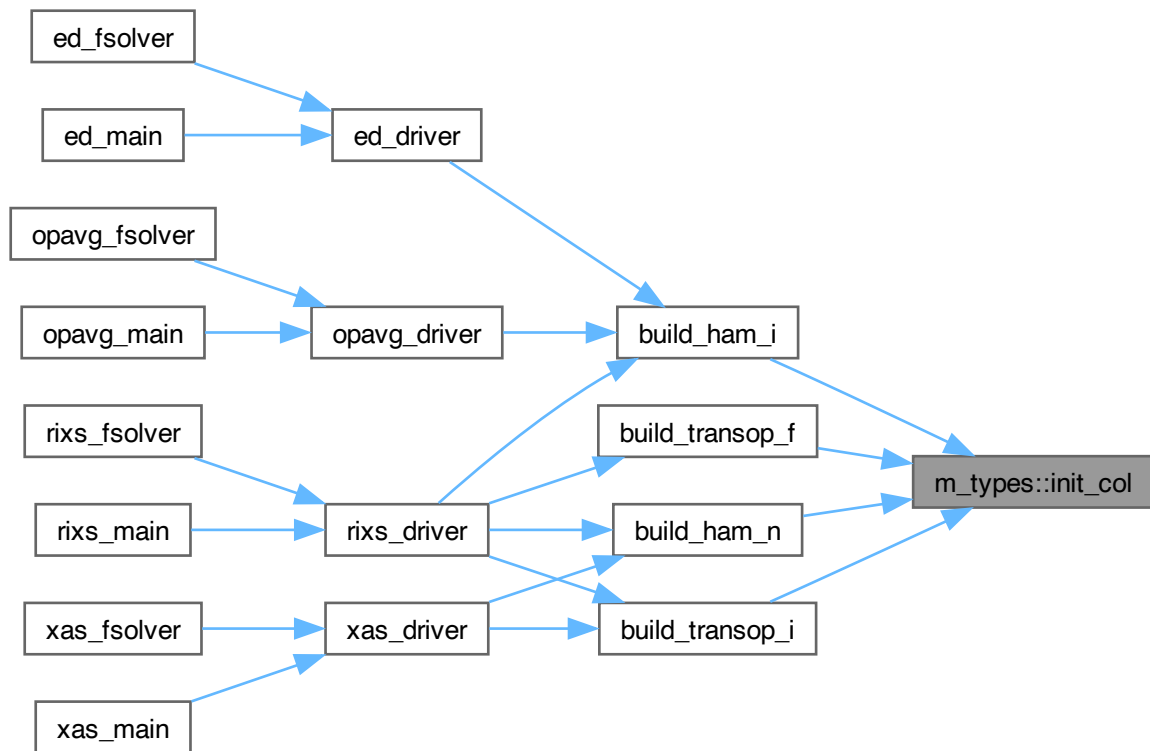 ed_fsolver
ed_main
ed_driver
opavg_fsolver
opavg_main
opavg_driver
build_ham_i
rixs_fsolver
build_transop_f
m_types::init_col
rixs_main
rixs_driver
build_ham_n
xas_fsolver
xas_driver
build_transop_i
xas_main